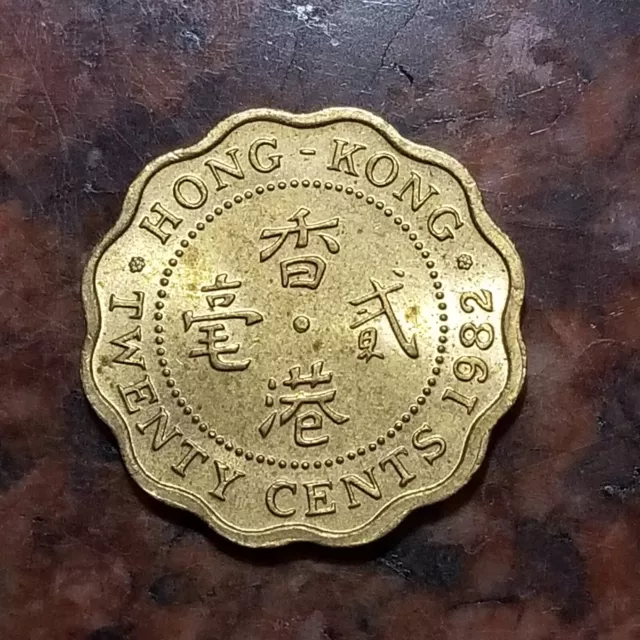 HONG-KONG
香港
貳毫
TWENTY CENTS 1982